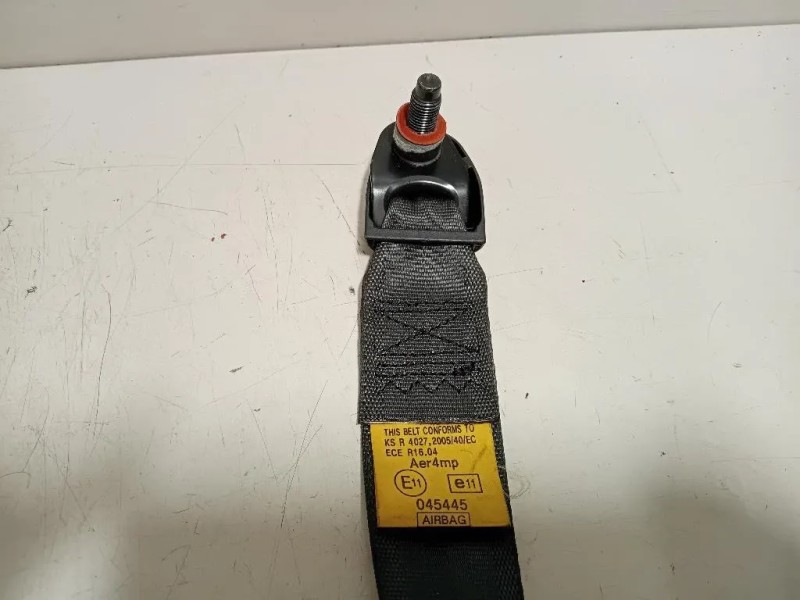 THIS BELT CONFORMS TO
KS R 4027,2005/40/EC
ECE R16.04
Aer4mp
E11 e11
045445
AIRBAG